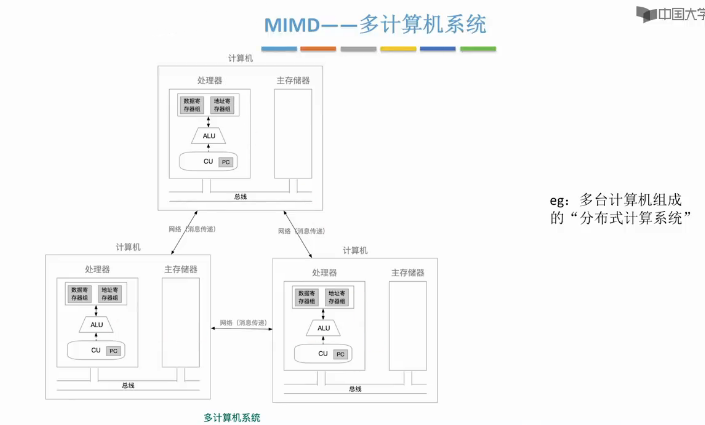 MIMD——多计算机系统
中国大学
计算机
处理器
主存储器
数据寄
存器组
地址寄
存器组
ALU
CU
PC
总线
网络（消息传递）
网络（消息传递）
eg：多台计算机组成
的“分布式计算系统”
计算机
处理器
主存储器
数据寄
存器组
地址寄
存器组
ALU
CU
PC
总线
网络（消息传递）
计算机
处理器
主存储器
数据寄
存器组
地址寄
存器组
ALU
CU
PC
总线
多计算机系统